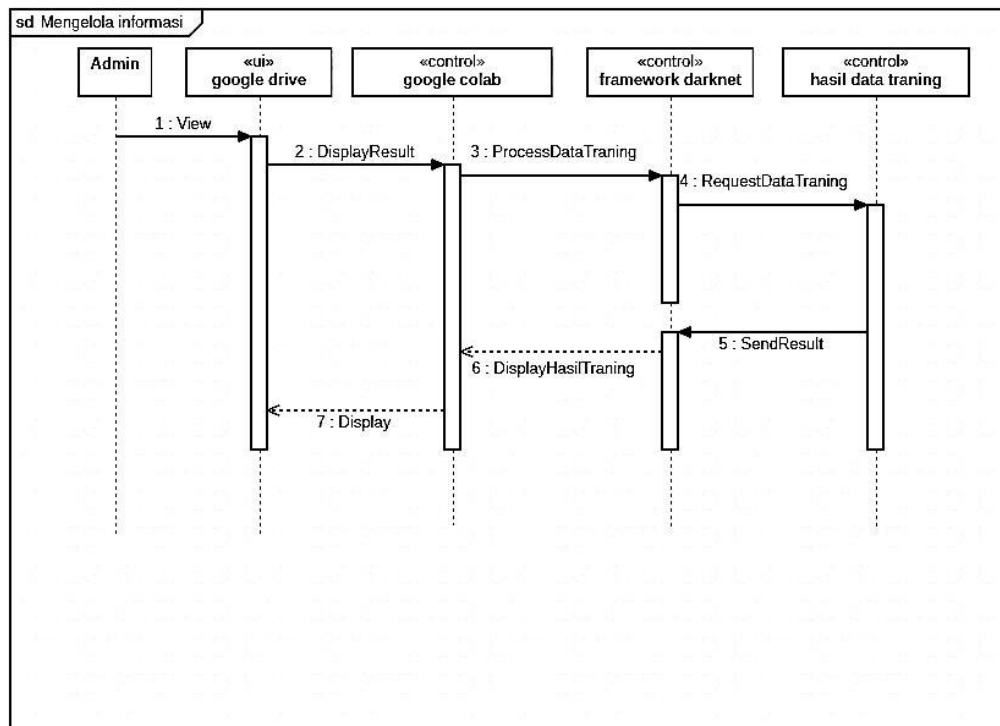 sd Mengelola informasi
Admin
«ui»
google drive
«control»
google colab
«control»
framework darknet
«control»
hasil data traning
1 : View
2 : DisplayResult
3 : ProcessDataTraning
4 : RequestDataTraning
5 : SendResult
6 : DisplayHasilTraning
7 : Display